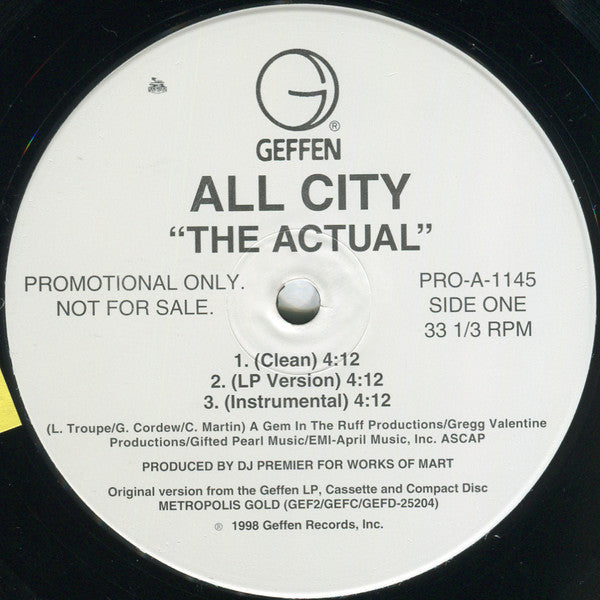 ®
GEFFEN
ALL CITY
“THE ACTUAL”
PROMOTIONAL ONLY.
NOT FOR SALE.
PRO-A-1145
SIDE ONE
33 1/3 RPM
1. (Clean) 4:12
2. (LP Version) 4:12
3. (Instrumental) 4:12
(L. Troupe/G. Cordew/C. Martin) A Gem In The Ruff Productions/Gregg Valentine
Productions/Gifted Pearl Music/EMI-April Music, Inc. ASCAP
PRODUCED BY DJ PREMIER FOR WORKS OF MART
Original version from the Geffen LP, Cassette and Compact Disc
METROPOLIS GOLD (GEF2/GEFC/GEFD-25204)
℗ 1998 Geffen Records, Inc.